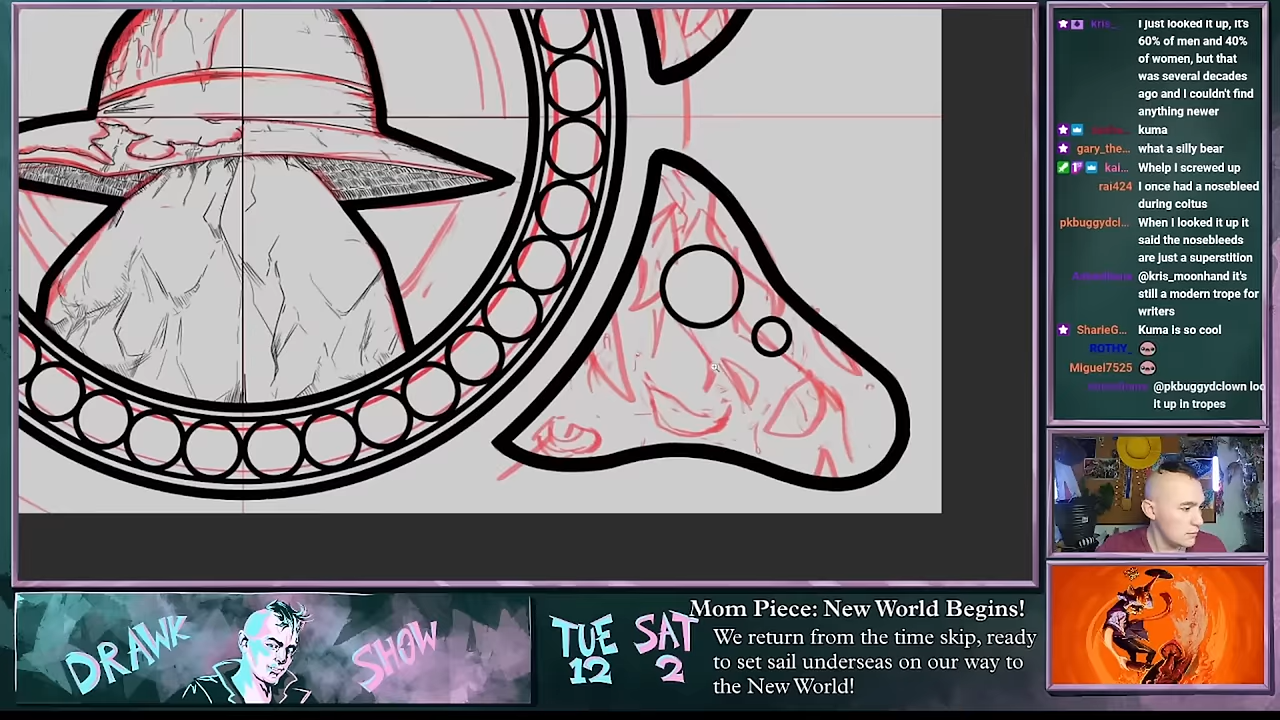 kris_
I just looked it up, it's
60% of men and 40%
of women, but that
was several decades
ago and I couldn't find
anything newer
kuma
gary_the...
what a silly bear
kai...
Whelp I screwed up
rai424
I once had a nosebleed
during coitus
pkbuggydcl...
When I looked it up it
said the nosebleeds
are just a superstition
@kris_moonhand it's
still a modern trope for
writers
SharieG...
Kuma is so cool
ROTHY_
Miguel7525
@pkbuggydclown loo
it up in tropes
DRAWK
SHOW
TUE
12
SAT
2
Mom Piece: New World Begins!
We return from the time skip, ready
to set sail underseas on our way to
the New World!